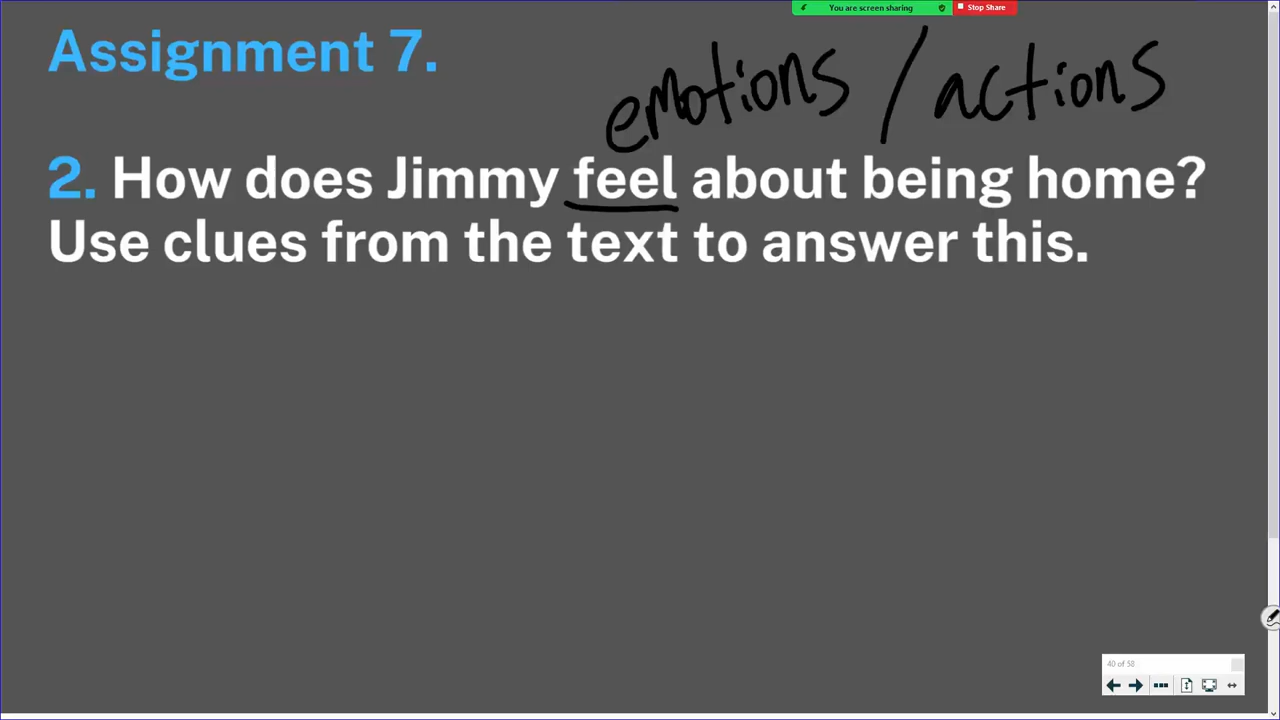 You are screen sharing Stop Share
Assignment 7.
emotions / actions
2. How does Jimmy feel about being home?
Use clues from the text to answer this.
40 of 58